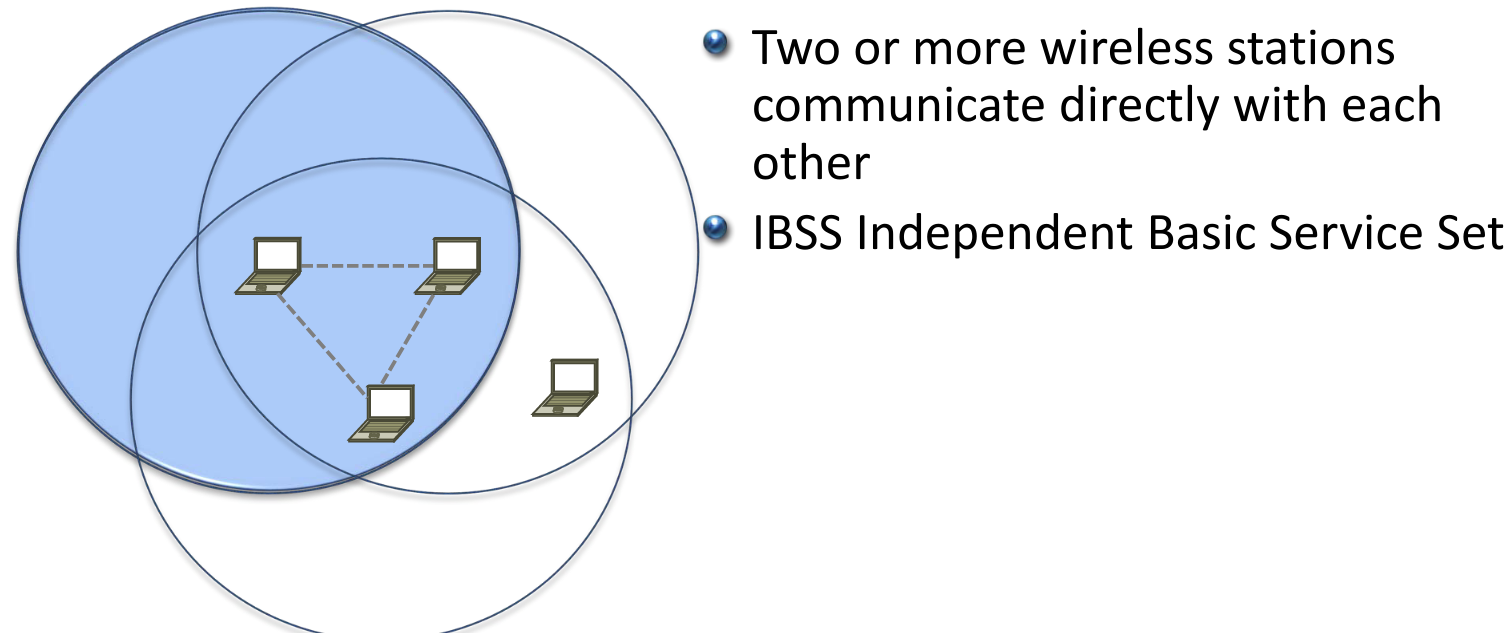 Two or more wireless stations
communicate directly with each
other
IBSS Independent Basic Service Set